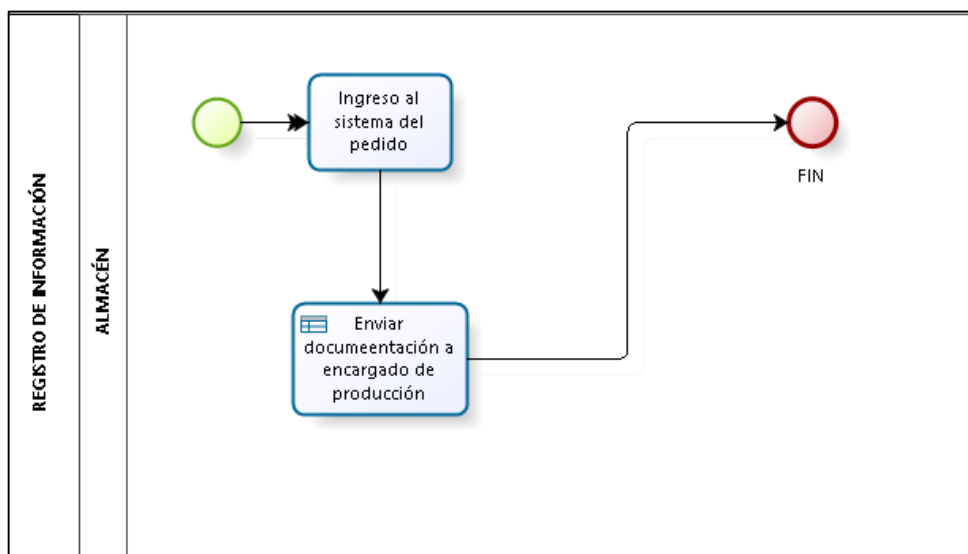 REGISTRO DE INFORMACIÓN
ALMACÉN
Ingreso al
sistema del
pedido
Enviar
documeentación a
encargado de
producción
FIN